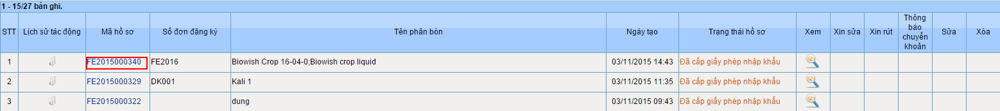 1 - 15/27 bản ghi.
STT Lịch sử tác động Mã hồ sơ Số đơn đăng ký Tên phân bón Ngày tạo Trạng thái hồ sơ Xem Xin sửa Xin rút Thông báo chuyển khoản Sửa Xóa
1 FE2015000340 FE2016 Biowish Crop 16-04-0;Biowish crop liquid 03/11/2015 14:43 Đã cấp giấy phép nhập khẩu
2 FE2015000329 DK001 Kali 1 03/11/2015 11:35 Đã cấp giấy phép nhập khẩu
3 FE2015000322 dung 03/11/2015 09:43 Đã cấp giấy phép nhập khẩu